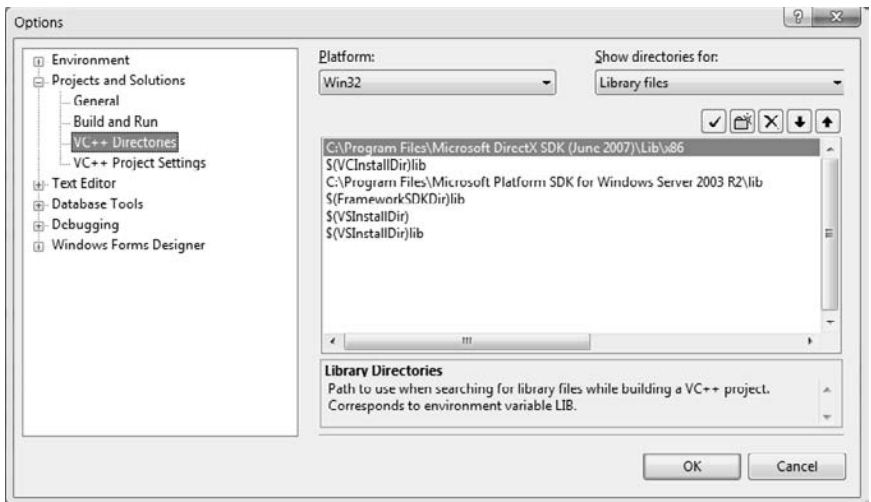 Options
Environment
Projects and Solutions
General
Build and Run
VC++ Directories
VC++ Project Settings
Text Editor
Database Tools
Debugging
Windows Forms Designer
Platform:
Win32
Show directories for:
Library files
C:\Program Files\Microsoft DirectX SDK (June 2007)\Lib\x86
$(VCInstallDir)lib
C:\Program Files\Microsoft Platform SDK for Windows Server 2003 R2\lib
$(FrameworkSDKDir)lib
$(VSInstallDir)
$(VSInstallDir)lib
Library Directories
Path to use when searching for library files while building a VC++ project.
Corresponds to environment variable LIB.
OK
Cancel